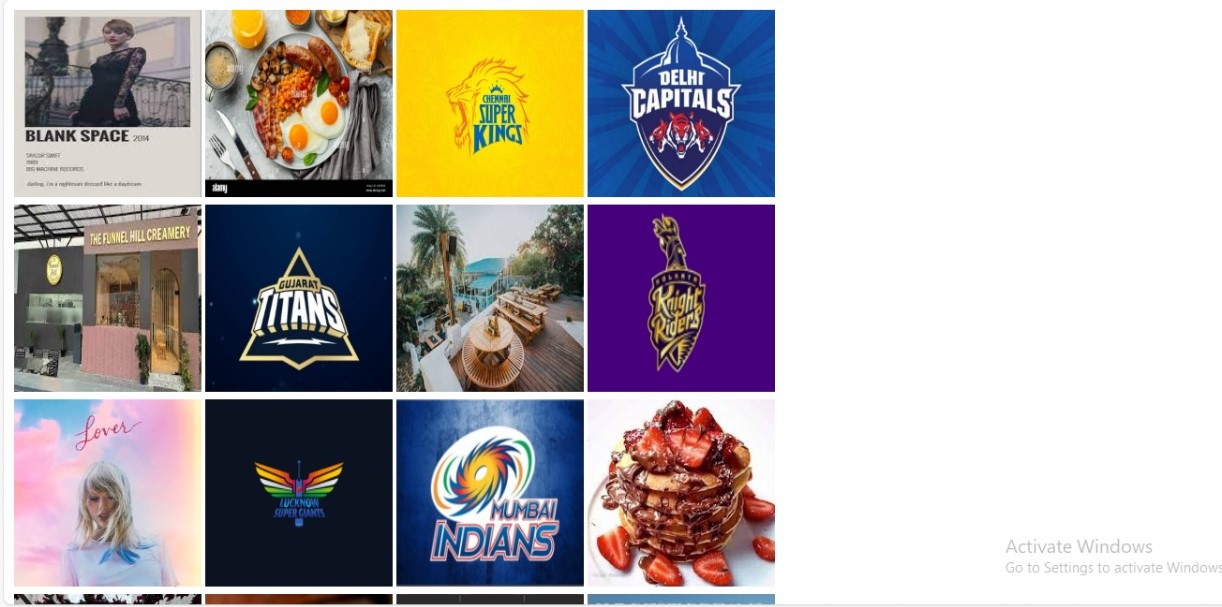 BLANK SPACE 2014
TAYLOR SWIFT
1989
BIG MACHINE RECORDS
darling, i'm a nightmare dressed like a daydream
alamy
alamy
alamy
CHENNAI
SUPER
KINGS
DELHI
CAPITALS
THE FUNNEL HILL CREAMERY
GUJARAT
TITANS
KOLKATA
Knight
Riders
Lover
LUCKNOW
SUPER GIANTS
MUMBAI
INDIANS
Activate Windows
Go to Settings to activate Windows